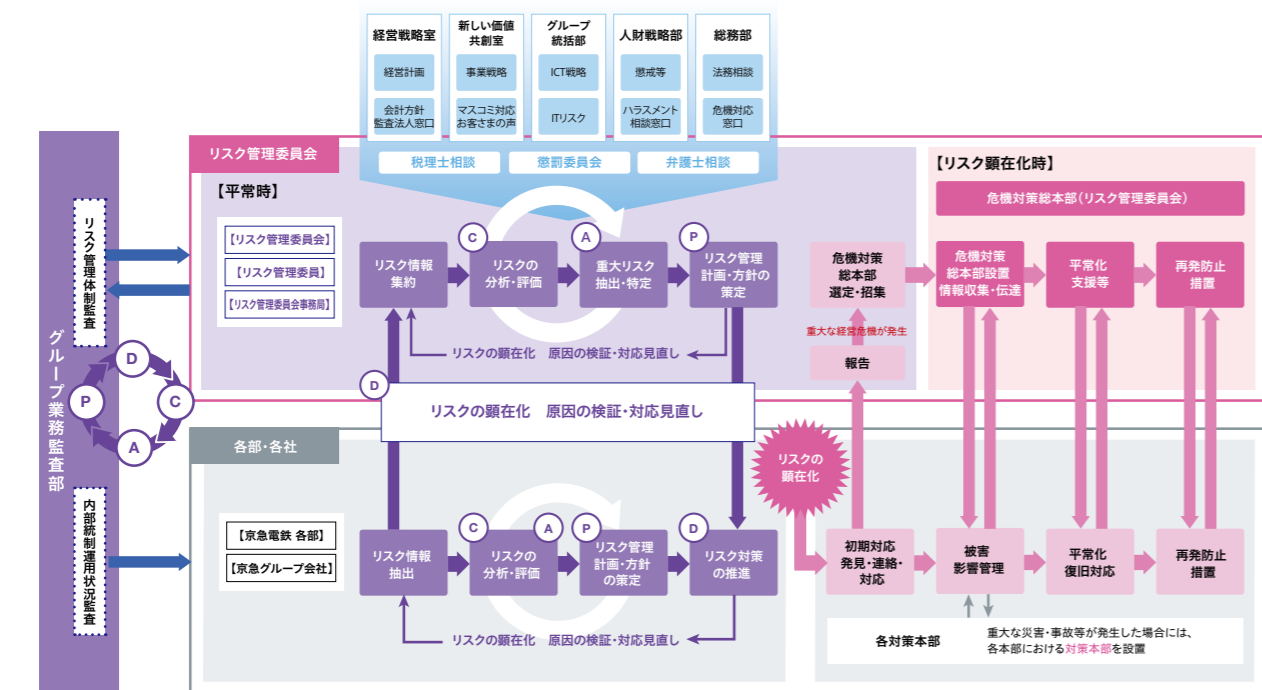 経営戦略室
経営計画
会計方針
監査法人窓口
新しい価値
共創室
事業戦略
マスコミ対応
お客さまの声
グループ
統括部
ICT戦略
ITリスク
人財戦略部
懲戒等
ハラスメント
相談窓口
総務部
法務相談
危機対応
窓口
税理士相談
懲罰委員会
弁護士相談
グループ業務監査部
リスク管理体制監査
D
P
C
A
内部統制運用状況監査
リスク管理委員会
【平常時】
【リスク管理委員会】
【リスク管理委員】
【リスク管理委員会事務局】
リスク情報
集約
C
リスクの
分析・評価
A
重大リスク
抽出・特定
P
リスク管理
計画・方針の
策定
リスクの顕在化 原因の検証・対応見直し
危機対策
総本部
選定・招集
重大な経営危機が発生
報告
【リスク顕在化時】
危機対策総本部（リスク管理委員会）
危機対策
総本部設置
情報収集・伝達
平常化
支援等
再発防止
措置
D
リスクの顕在化 原因の検証・対応見直し
各部・各社
【京急電鉄 各部】
【京急グループ会社】
リスク情報
抽出
C
リスクの
分析・評価
A
P
リスク管理
計画・方針
の策定
D
リスク対策
の推進
リスクの顕在化 原因の検証・対応見直し
リスクの
顕在化
初期対応
発見・連絡・
対応
被害
影響管理
平常化
復旧対応
再発防止
措置
各対策本部
重大な災害・事故等が発生した場合には、
各本部における対策本部を設置